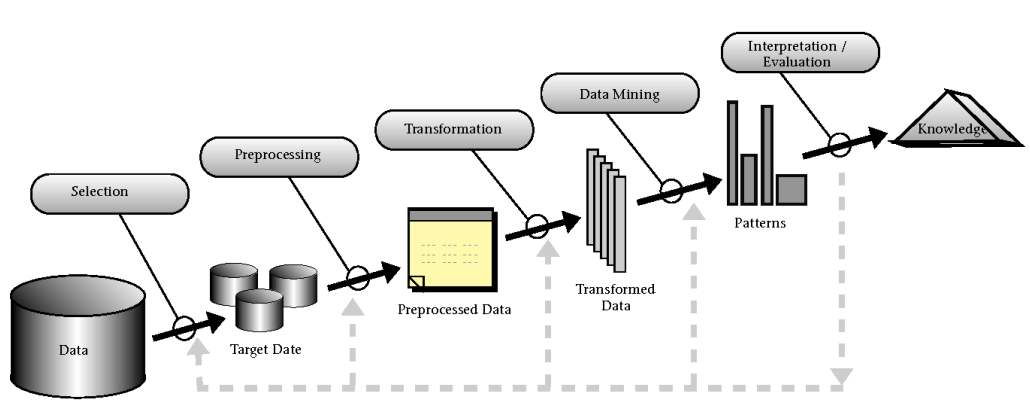 Interpretation /
Evaluation
Data Mining
Transformation
Preprocessing
Selection
Knowledge
Patterns
Transformed
Data
Preprocessed Data
Target Date
Data